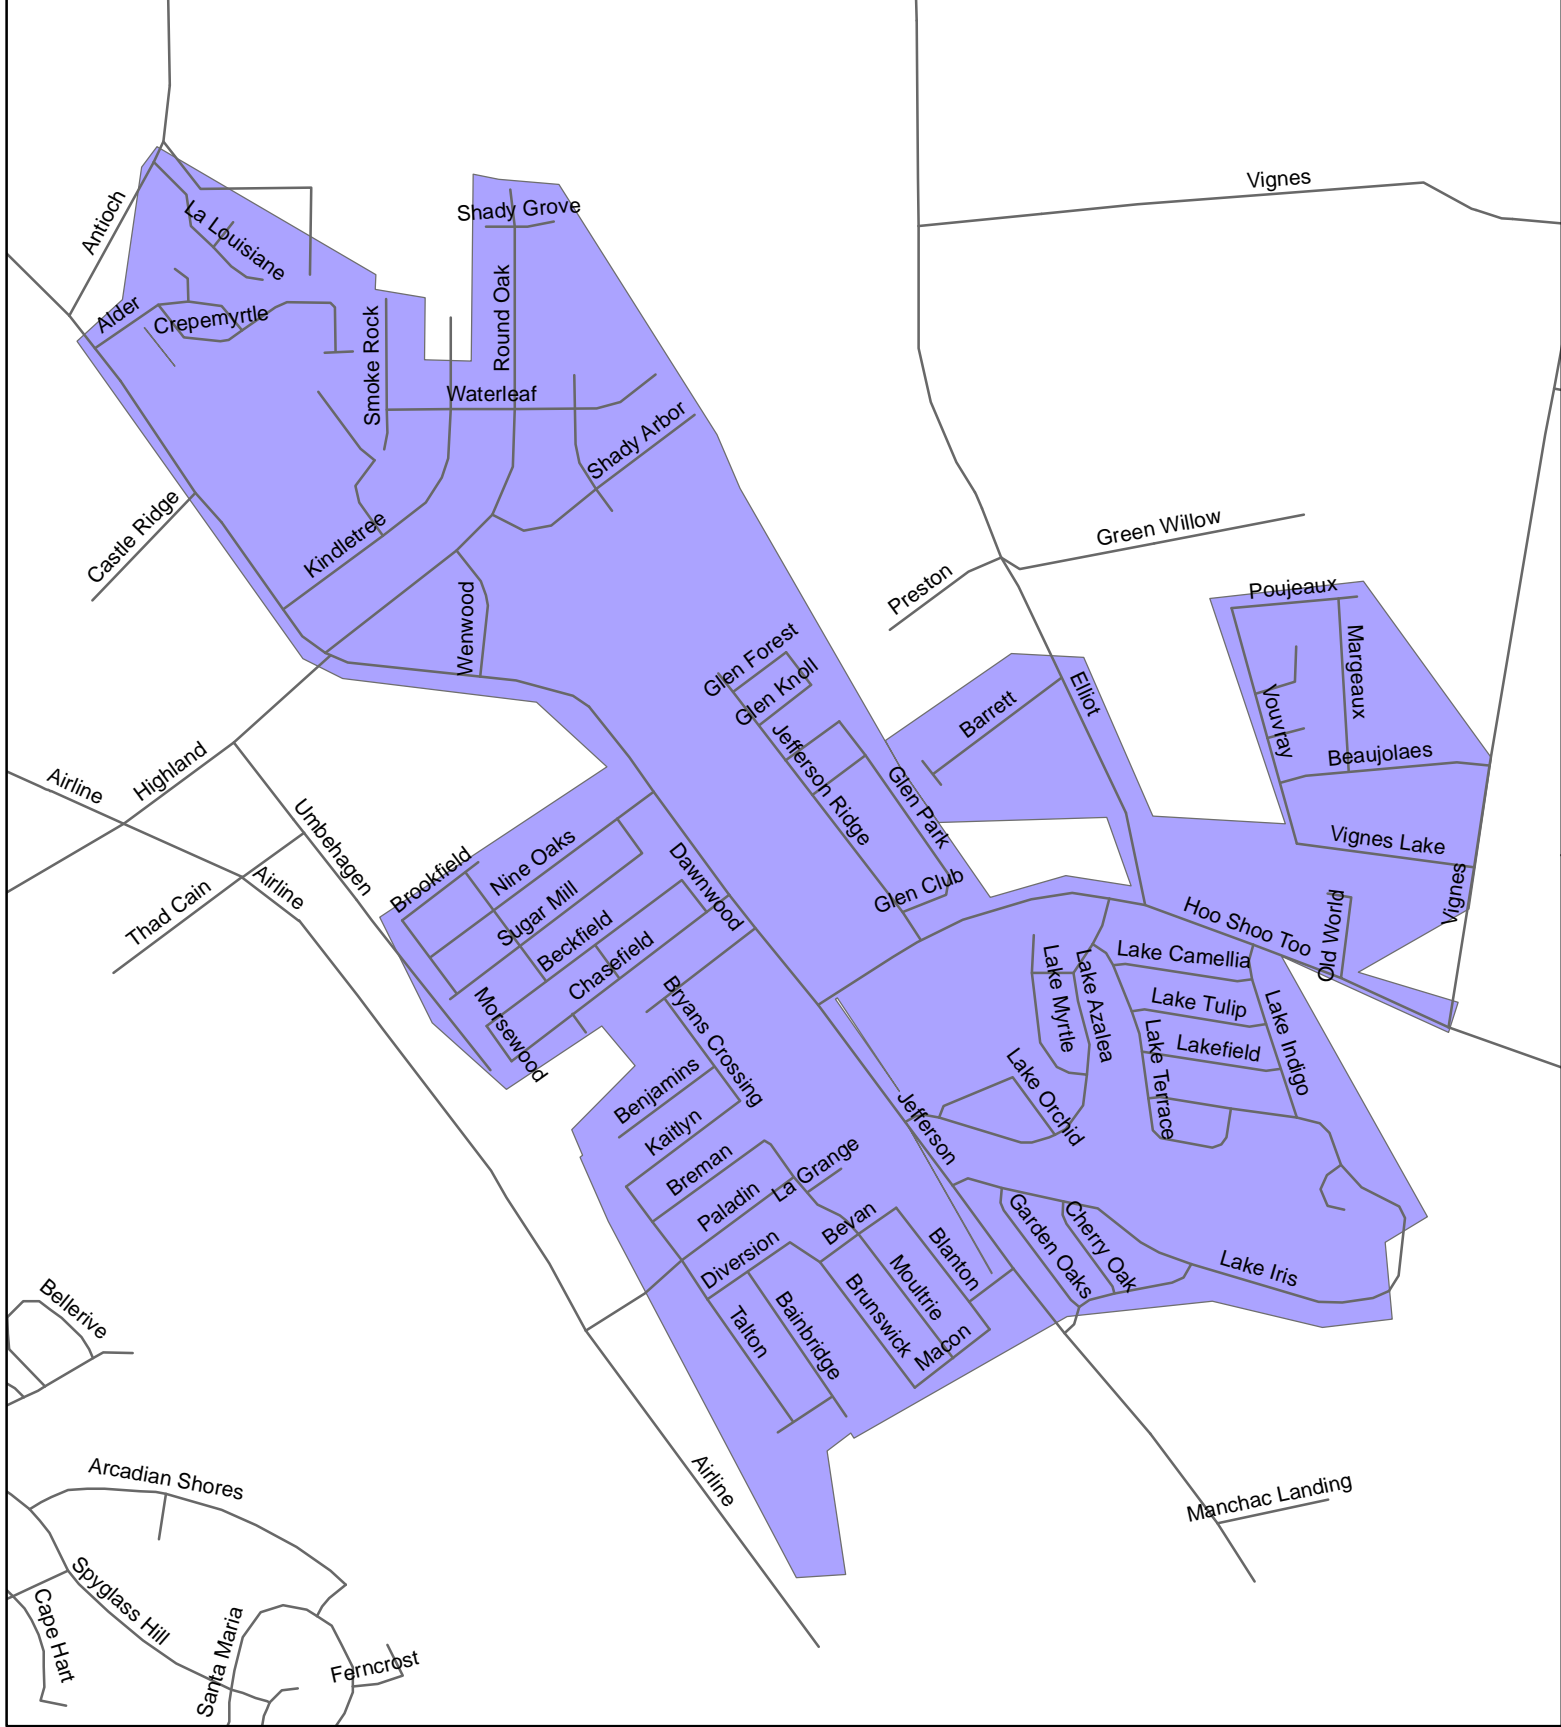 Vignes
Antioch
La Louisiane
Shady Grove
Round Oak
Alder
Crepemyrtle
Smoke Rock
Waterleaf
Shady Arbor
Castle Ridge
Kindletree
Green Willow
Preston
Wenwood
Poujeaux
Margeaux
Glen Forest
Glen Knoll
Barrett
Elliot
Vouvray
Beaujolaes
Jefferson Ridge
Glen Park
Highland
Airline
Umbehagen
Vignes Lake
Nine Oaks
Dawnwood
Brookfield
Thad Cain
Airline
Sugar Mill
Glen Club
Vignes
Beckfield
Chasefield
Hoo Shoo Too
Old World
Morsewood
Bryans Crossing
Lake Myrtle
Lake Azalea
Lake Camellia
Lake Tulip
Lake Indigo
Lakefield
Lake Terrace
Lake Orchid
Benjamins
Kaitlyn
Jefferson
Breman
Paladin
La Grange
Bevan
Diversion
Blanton
Moultrie
Garden Oaks
Cherry Oak
Lake Iris
Talton
Bainbridge
Brunswick
Macon
Bellerive
Airline
Arcadian Shores
Manchac Landing
Spyglass Hill
Cape Hart
Santa Maria
Ferncrost